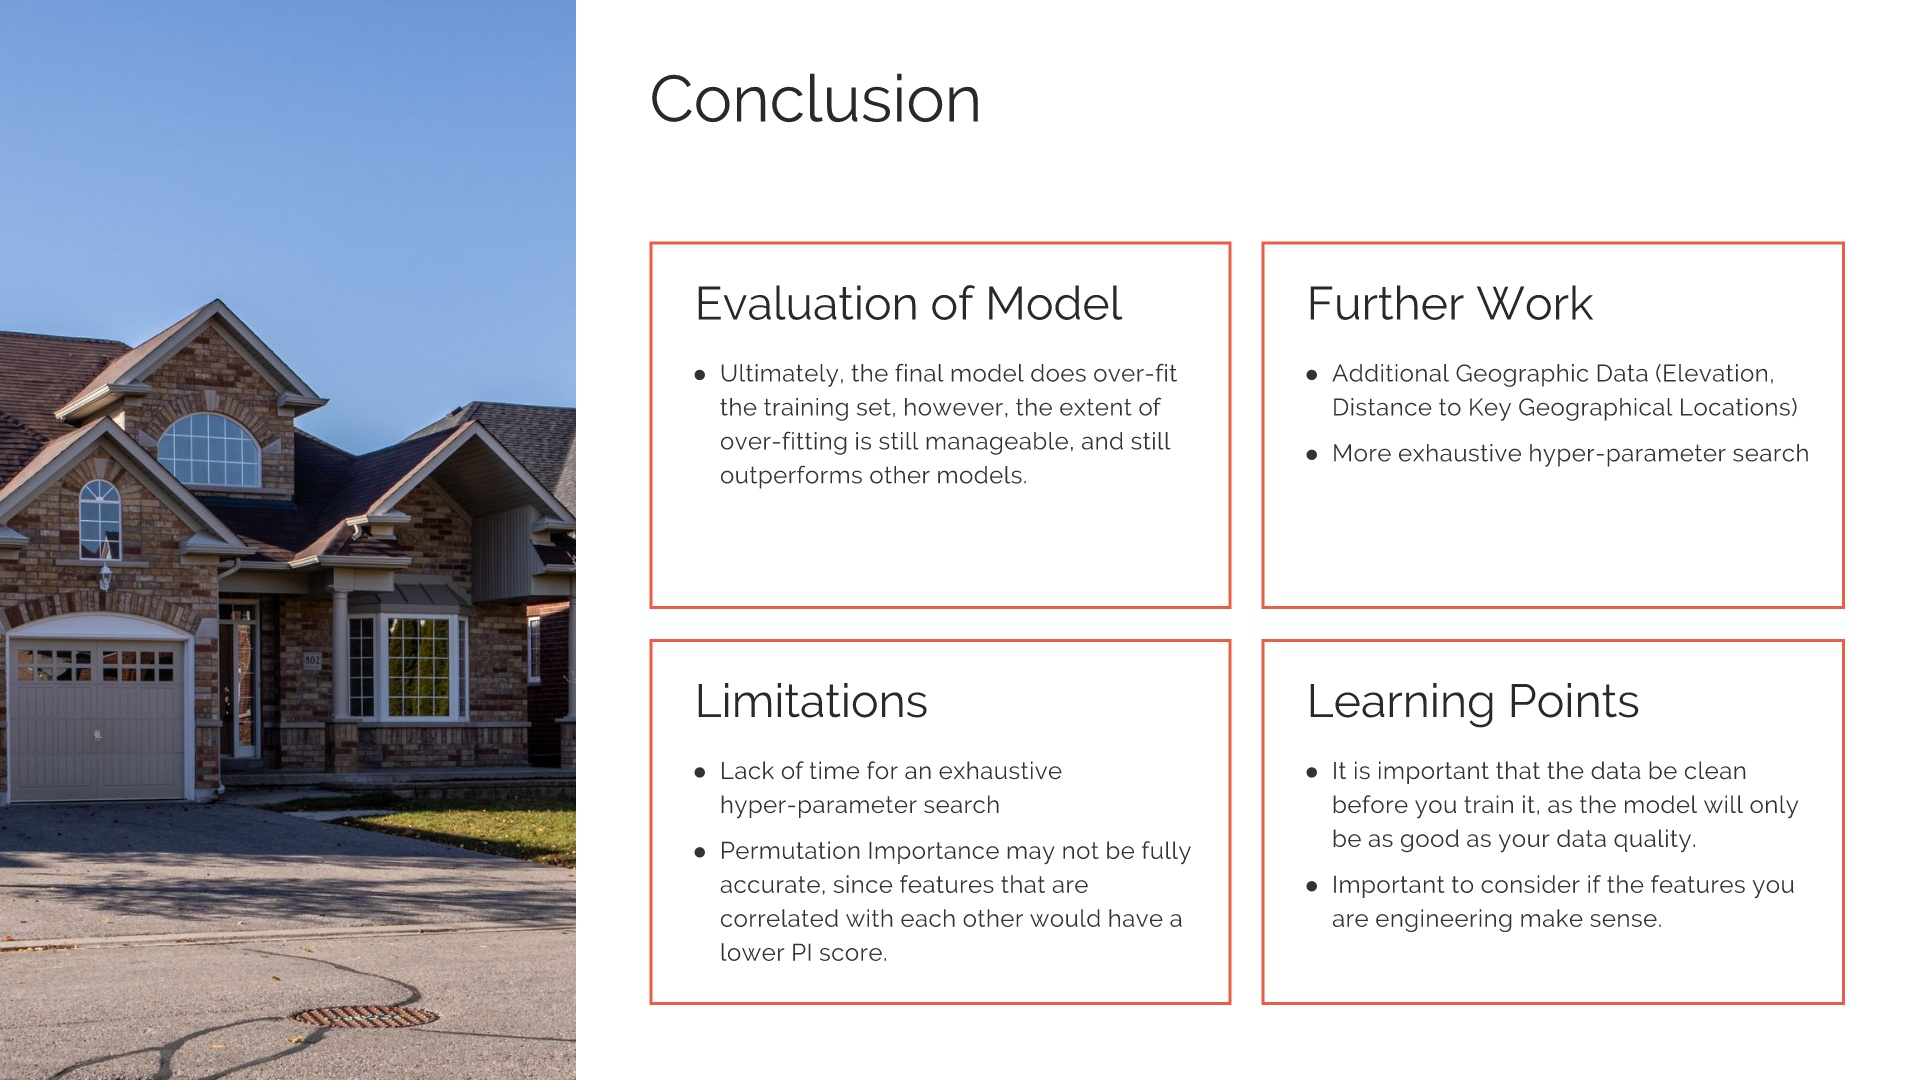 Conclusion
Evaluation of Model
● Ultimately, the final model does over-fit
the training set, however, the extent of
over-fitting is still manageable, and still
outperforms other models.
Further Work
● Additional Geographic Data (Elevation,
Distance to Key Geographical Locations)
● More exhaustive hyper-parameter search
Limitations
● Lack of time for an exhaustive
hyper-parameter search
● Permutation Importance may not be fully
accurate, since features that are
correlated with each other would have a
lower PI score.
Learning Points
● It is important that the data be clean
before you train it, as the model will only
be as good as your data quality.
● Important to consider if the features you
are engineering make sense.
802